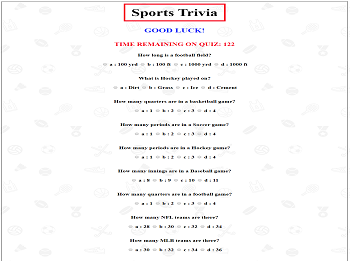 Sports Trivia
GOOD LUCK!
TIME REMAINING ON QUIZ: 122
How long is a football field?
a : 100 yrd b : 100 ft c : 1000 yrd d : 1000 ft
What is Hockey played on?
a : Dirt b : Grass c : Ice d : Cement
How many quarters are in a basketball game?
a : 1 b : 2 c : 3 d : 4
How many periods are in a Soccer game?
a : 1 b : 2 c : 3 d : 4
How many periods are in a Hockey game?
a : 1 b : 2 c : 3 d : 4
How many innings are in a Baseball game?
a : 8 b : 9 c : 10 d : 11
How many quarters are in a football game?
a : 1 b : 2 c : 3 d : 4
How many NFL teams are there?
a : 28 b : 30 c : 32 d : 34
How many MLB teams are there?
a : 30 b : 32 c : 34 d : 36